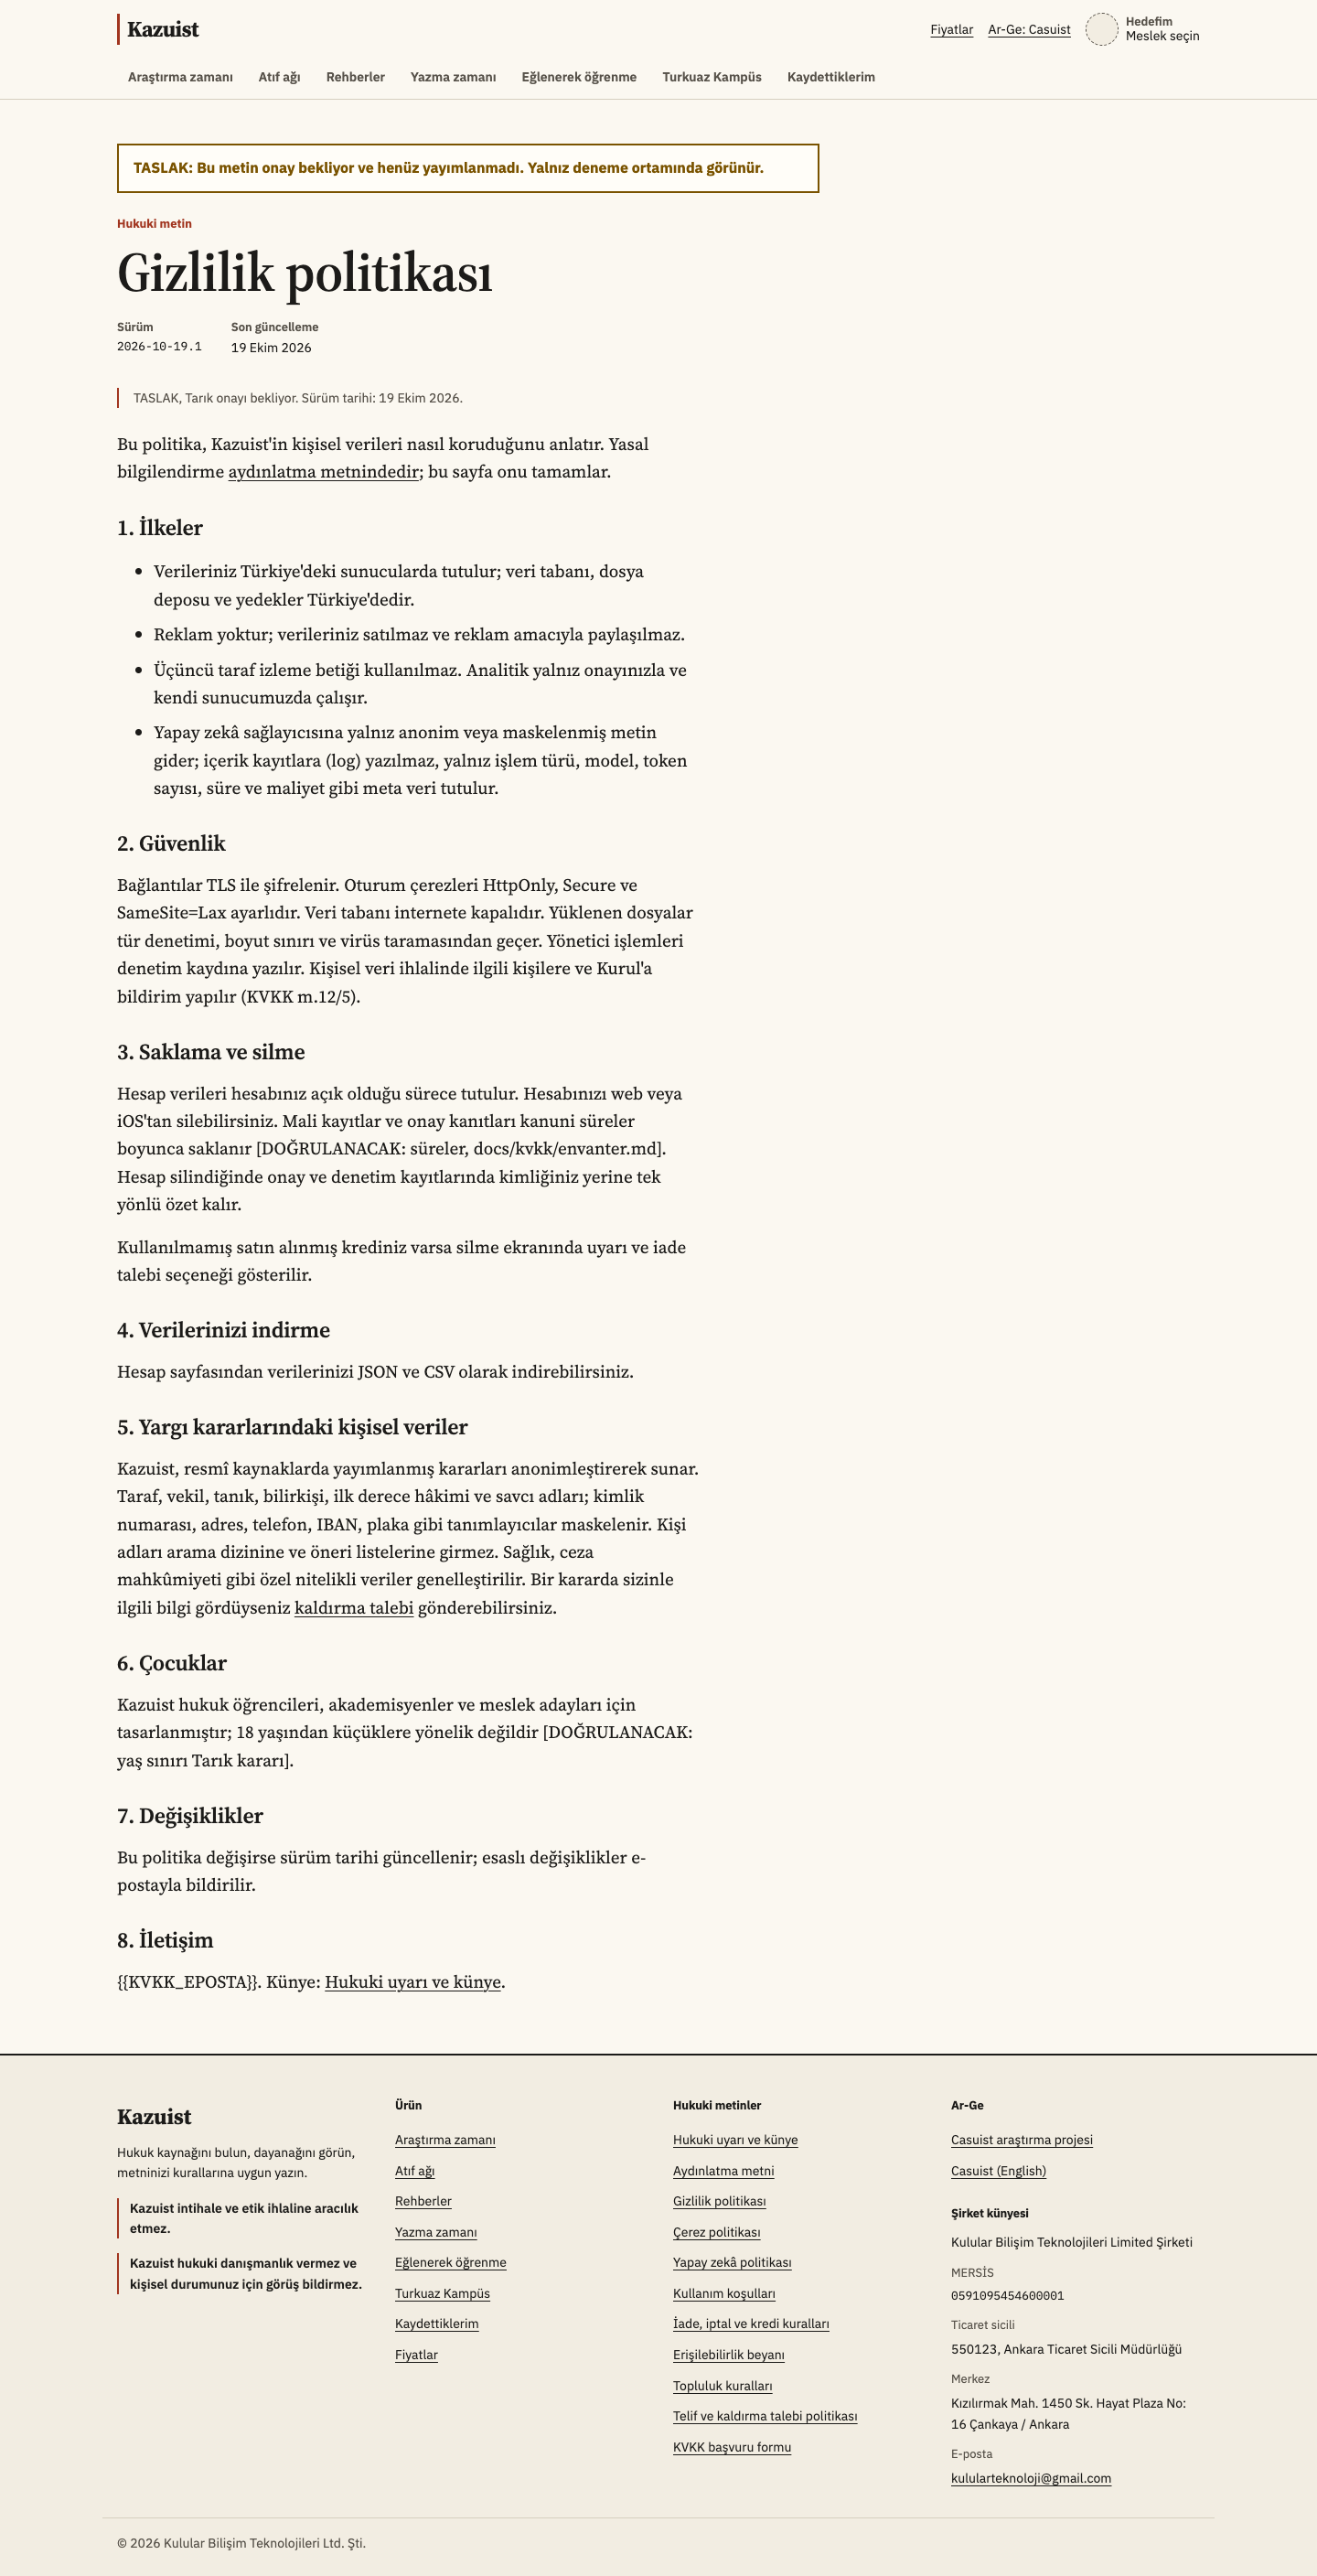 Kazuist
Fiyatlar
Ar-Ge: Casuist
Hedefim
Meslek seçin
Araştırma zamanı
Atıf ağı
Rehberler
Yazma zamanı
Eğlenerek öğrenme
Turkuaz Kampüs
Kaydettiklerim
TASLAK: Bu metin onay bekliyor ve henüz yayımlanmadı. Yalnız deneme ortamında görünür.
Hukuki metin
Gizlilik politikası
Sürüm
2026-10-19.1
Son güncelleme
19 Ekim 2026
TASLAK, Tarık onayı bekliyor. Sürüm tarihi: 19 Ekim 2026.
Bu politika, Kazuist'in kişisel verileri nasıl koruduğunu anlatır. Yasal
bilgilendirme aydınlatma metnindedir; bu sayfa onu tamamlar.
1. İlkeler
• Verileriniz Türkiye'deki sunucularda tutulur; veri tabanı, dosya
deposu ve yedekler Türkiye'dedir.
• Reklam yoktur; verileriniz satılmaz ve reklam amacıyla paylaşılmaz.
• Üçüncü taraf izleme betiği kullanılmaz. Analitik yalnız onayınızla ve
kendi sunucumuzda çalışır.
• Yapay zekâ sağlayıcısına yalnız anonim veya maskelenmiş metin
gider; içerik kayıtlara (log) yazılmaz, yalnız işlem türü, model, token
sayısı, süre ve maliyet gibi meta veri tutulur.
2. Güvenlik
Bağlantılar TLS ile şifrelenir. Oturum çerezleri HttpOnly, Secure ve
SameSite=Lax ayarlıdır. Veri tabanı internete kapalıdır. Yüklenen dosyalar
tür denetimi, boyut sınırı ve virüs taramasından geçer. Yönetici işlemleri
denetim kaydına yazılır. Kişisel veri ihlalinde ilgili kişilere ve Kurul'a
bildirim yapılır (KVKK m.12/5).
3. Saklama ve silme
Hesap verileri hesabınız açık olduğu sürece tutulur. Hesabınızı web veya
iOS'tan silebilirsiniz. Mali kayıtlar ve onay kanıtları kanuni süreler
boyunca saklanır [DOĞRULANACAK: süreler, docs/kvkk/envanter.md].
Hesap silindiğinde onay ve denetim kayıtlarında kimliğiniz yerine tek
yönlü özet kalır.
Kullanılmamış satın alınmış krediniz varsa silme ekranında uyarı ve iade
talebi seçeneği gösterilir.
4. Verilerinizi indirme
Hesap sayfasından verilerinizi JSON ve CSV olarak indirebilirsiniz.
5. Yargı kararlarındaki kişisel veriler
Kazuist, resmî kaynaklarda yayımlanmış kararları anonimleştirerek sunar.
Taraf, vekil, tanık, bilirkişi, ilk derece hâkimi ve savcı adları; kimlik
numarası, adres, telefon, IBAN, plaka gibi tanımlayıcılar maskelenir. Kişi
adları arama dizinine ve öneri listelerine girmez. Sağlık, ceza
mahkûmiyeti gibi özel nitelikli veriler genelleştirilir. Bir kararda sizinle
ilgili bilgi gördüyseniz kaldırma talebi gönderebilirsiniz.
6. Çocuklar
Kazuist hukuk öğrencileri, akademisyenler ve meslek adayları için
tasarlanmıştır; 18 yaşından küçüklere yönelik değildir [DOĞRULANACAK:
yaş sınırı Tarık kararı].
7. Değişiklikler
Bu politika değişirse sürüm tarihi güncellenir; esaslı değişiklikler e-
postayla bildirilir.
8. İletişim
{{KVKK_EPOSTA}}. Künye: Hukuki uyarı ve künye.
Kazuist
Hukuk kaynağını bulun, dayanağını görün,
metninizi kurallarına uygun yazın.
Kazuist intihale ve etik ihlaline aracılık
etmez.
Kazuist hukuki danışmanlık vermez ve
kişisel durumunuz için görüş bildirmez.
Ürün
Araştırma zamanı
Atıf ağı
Rehberler
Yazma zamanı
Eğlenerek öğrenme
Turkuaz Kampüs
Kaydettiklerim
Fiyatlar
Hukuki metinler
Hukuki uyarı ve künye
Aydınlatma metni
Gizlilik politikası
Çerez politikası
Yapay zekâ politikası
Kullanım koşulları
İade, iptal ve kredi kuralları
Erişilebilirlik beyanı
Topluluk kuralları
Telif ve kaldırma talebi politikası
KVKK başvuru formu
Ar-Ge
Casuist araştırma projesi
Casuist (English)
Şirket künyesi
Kulular Bilişim Teknolojileri Limited Şirketi
MERSİS
0591095454600001
Ticaret sicili
550123, Ankara Ticaret Sicili Müdürlüğü
Merkez
Kızılırmak Mah. 1450 Sk. Hayat Plaza No:
16 Çankaya / Ankara
E-posta
kulularteknoloji@gmail.com
© 2026 Kulular Bilişim Teknolojileri Ltd. Şti.